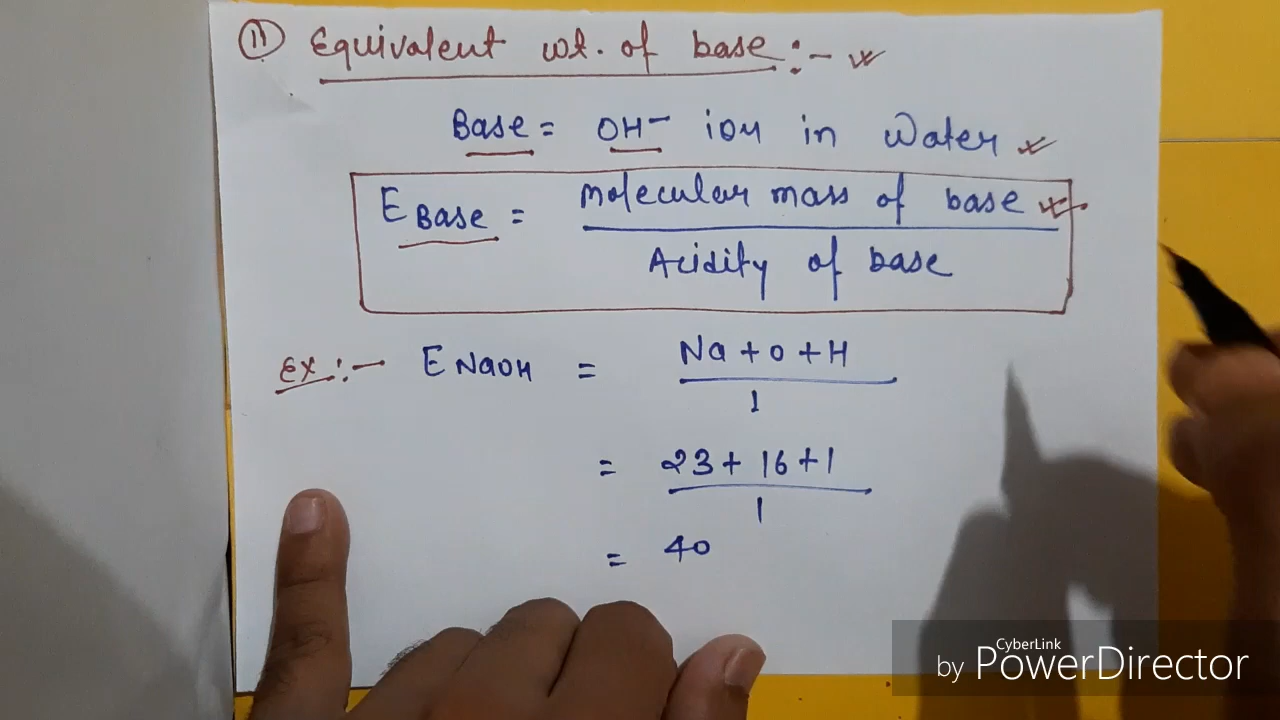 11 Equivalent wt. of base :-
Base = OH⁻ ion in water
E Base = molecular mass of base
Acidity of base
Ex :- E NaOH = Na + O + H
1
= 23 + 16 + 1
1
= 40
CyberLink
by PowerDirector